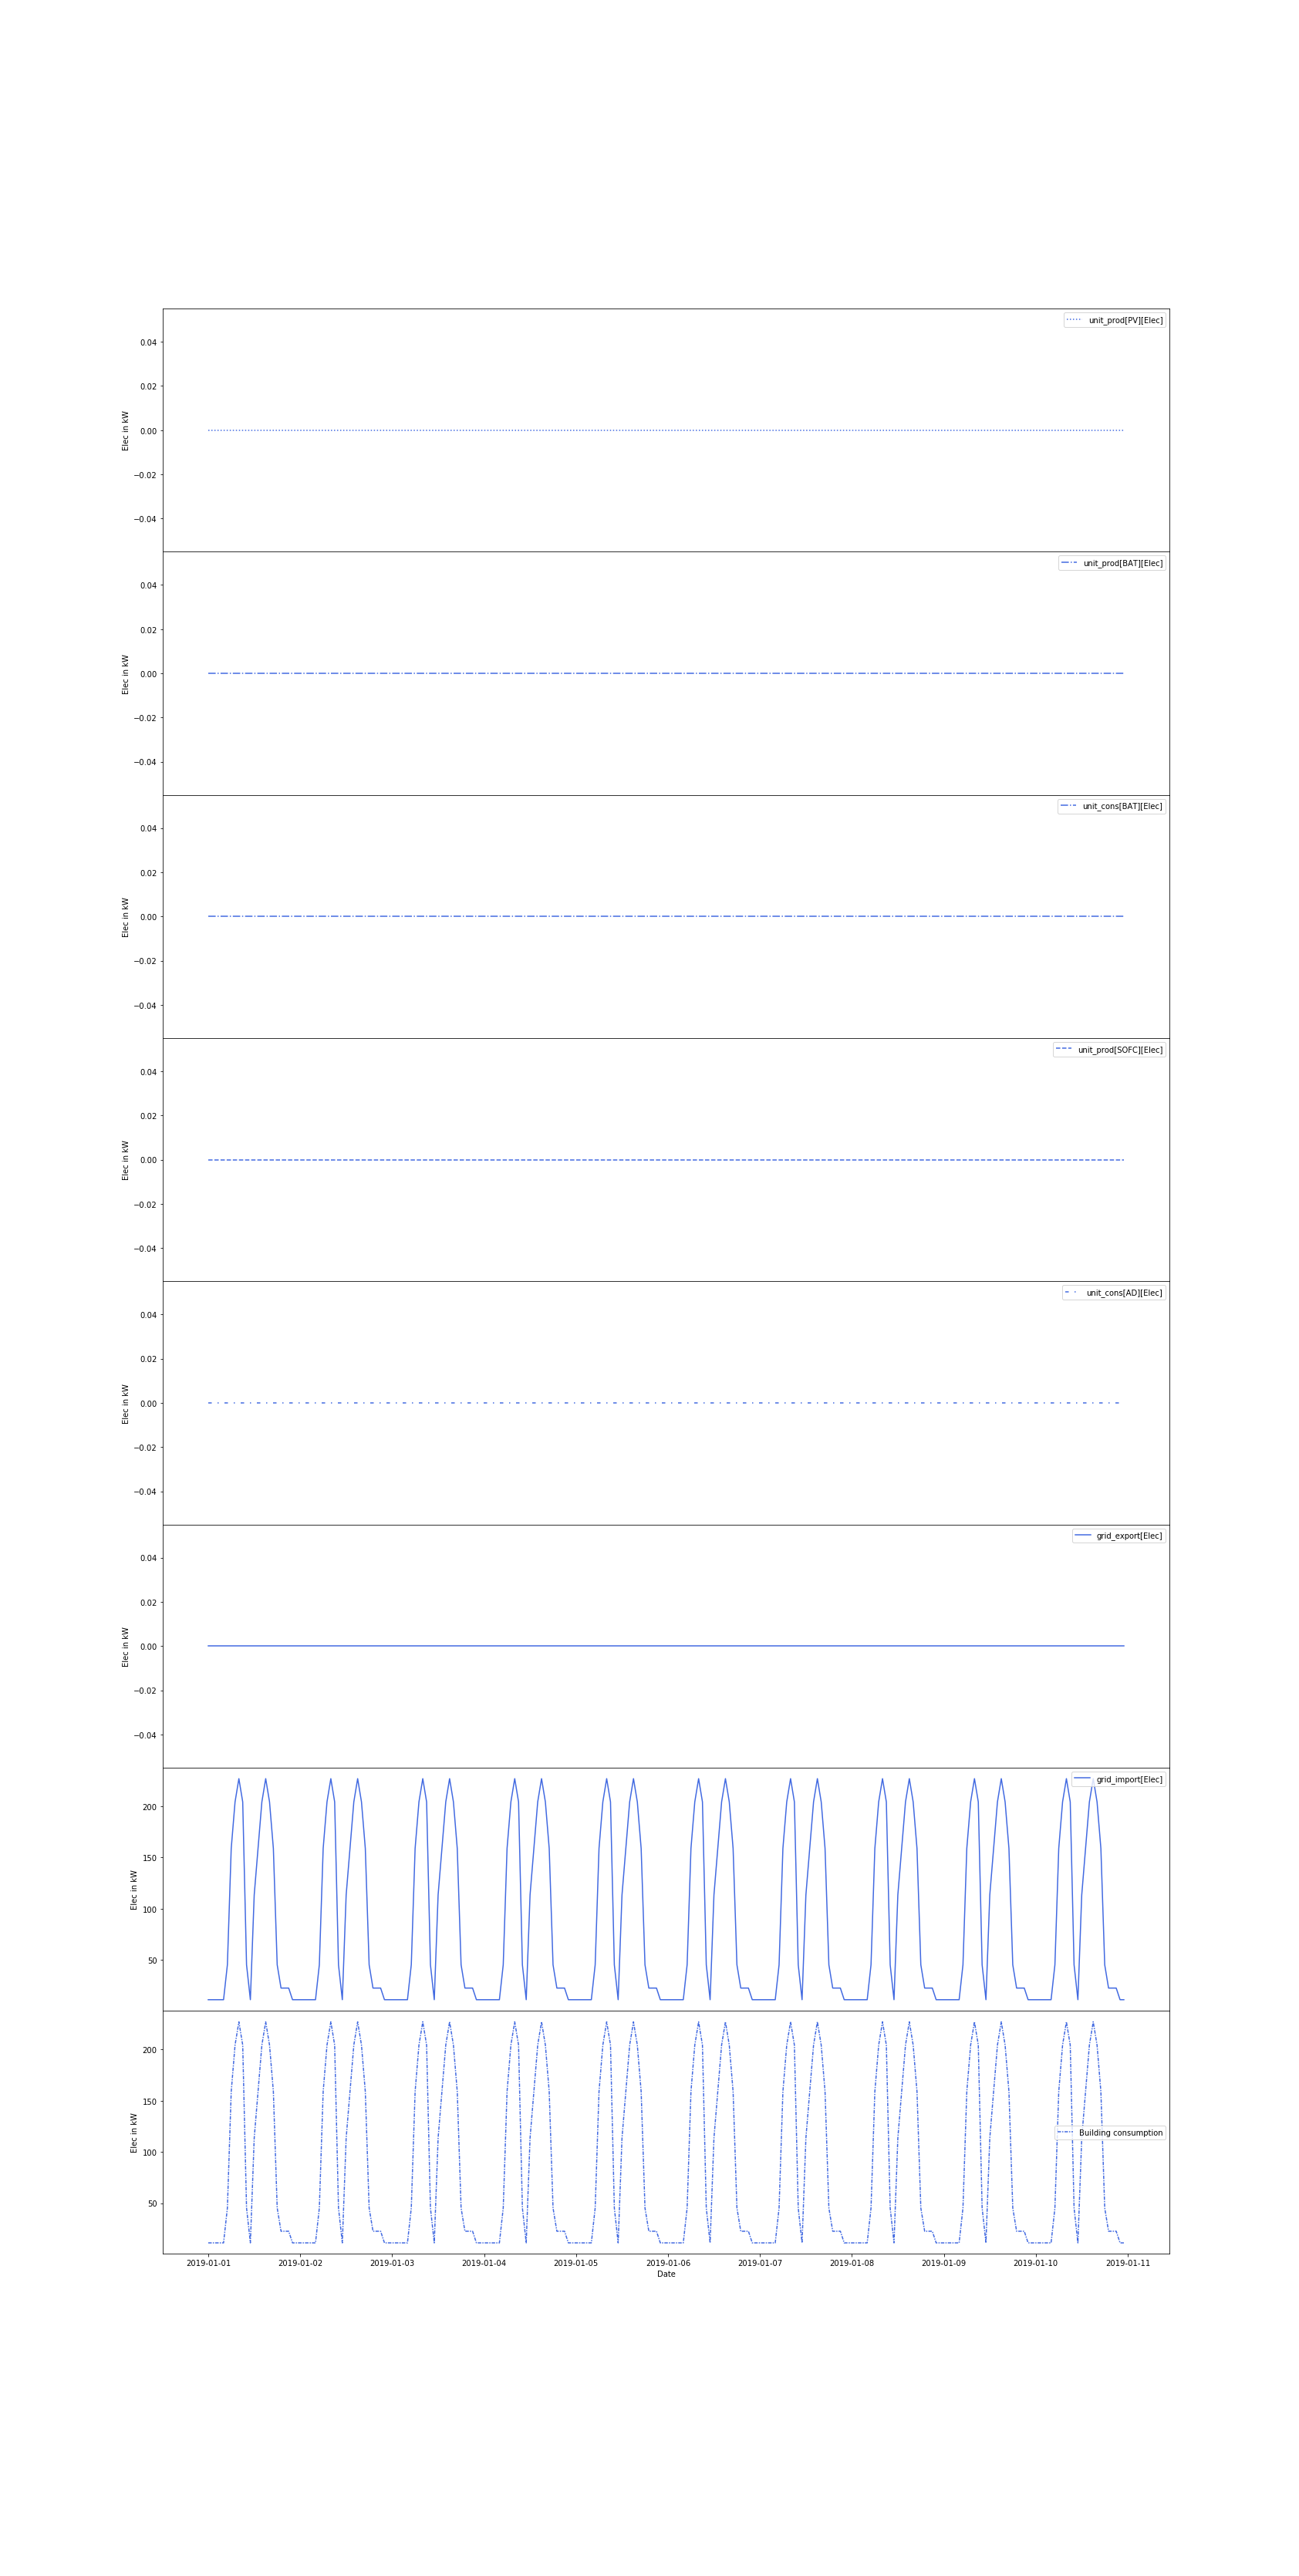 unit_prod[PV][Elec]
0.04
0.02
0.00
−0.02
−0.04
Elec in kW
unit_prod[BAT][Elec]
0.04
0.02
0.00
−0.02
−0.04
Elec in kW
unit_cons[BAT][Elec]
0.04
0.02
0.00
−0.02
−0.04
Elec in kW
unit_prod[SOFC][Elec]
0.04
0.02
0.00
−0.02
−0.04
Elec in kW
unit_cons[AD][Elec]
0.04
0.02
0.00
−0.02
−0.04
Elec in kW
grid_export[Elec]
0.04
0.02
0.00
−0.02
−0.04
Elec in kW
grid_import[Elec]
200
150
100
50
Elec in kW
Building consumption
200
150
100
50
Elec in kW
2019-01-01 2019-01-02 2019-01-03 2019-01-04 2019-01-05 2019-01-06 2019-01-07 2019-01-08 2019-01-09 2019-01-10 2019-01-11
Date